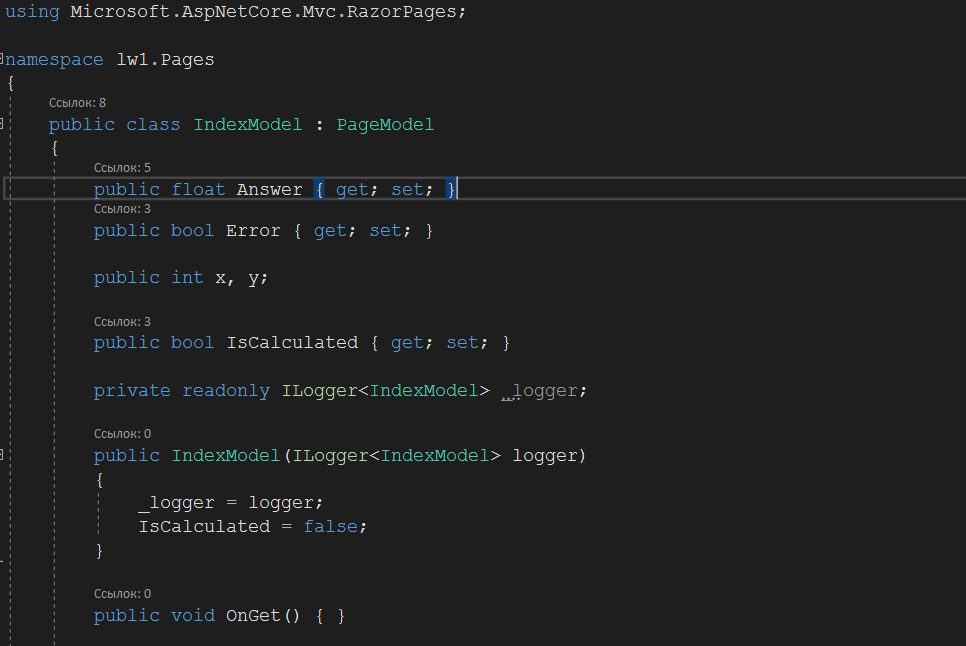 using Microsoft.AspNetCore.Mvc.RazorPages;
namespace lw1.Pages
{
Ссылок: 8
public class IndexModel : PageModel
{
Ссылок: 5
public float Answer { get; set; }
Ссылок: 3
public bool Error { get; set; }
public int x, y;
Ссылок: 3
public bool IsCalculated { get; set; }
private readonly ILogger<IndexModel> _logger;
Ссылок: 0
public IndexModel(ILogger<IndexModel> logger)
{
_logger = logger;
IsCalculated = false;
}
Ссылок: 0
public void OnGet() { }